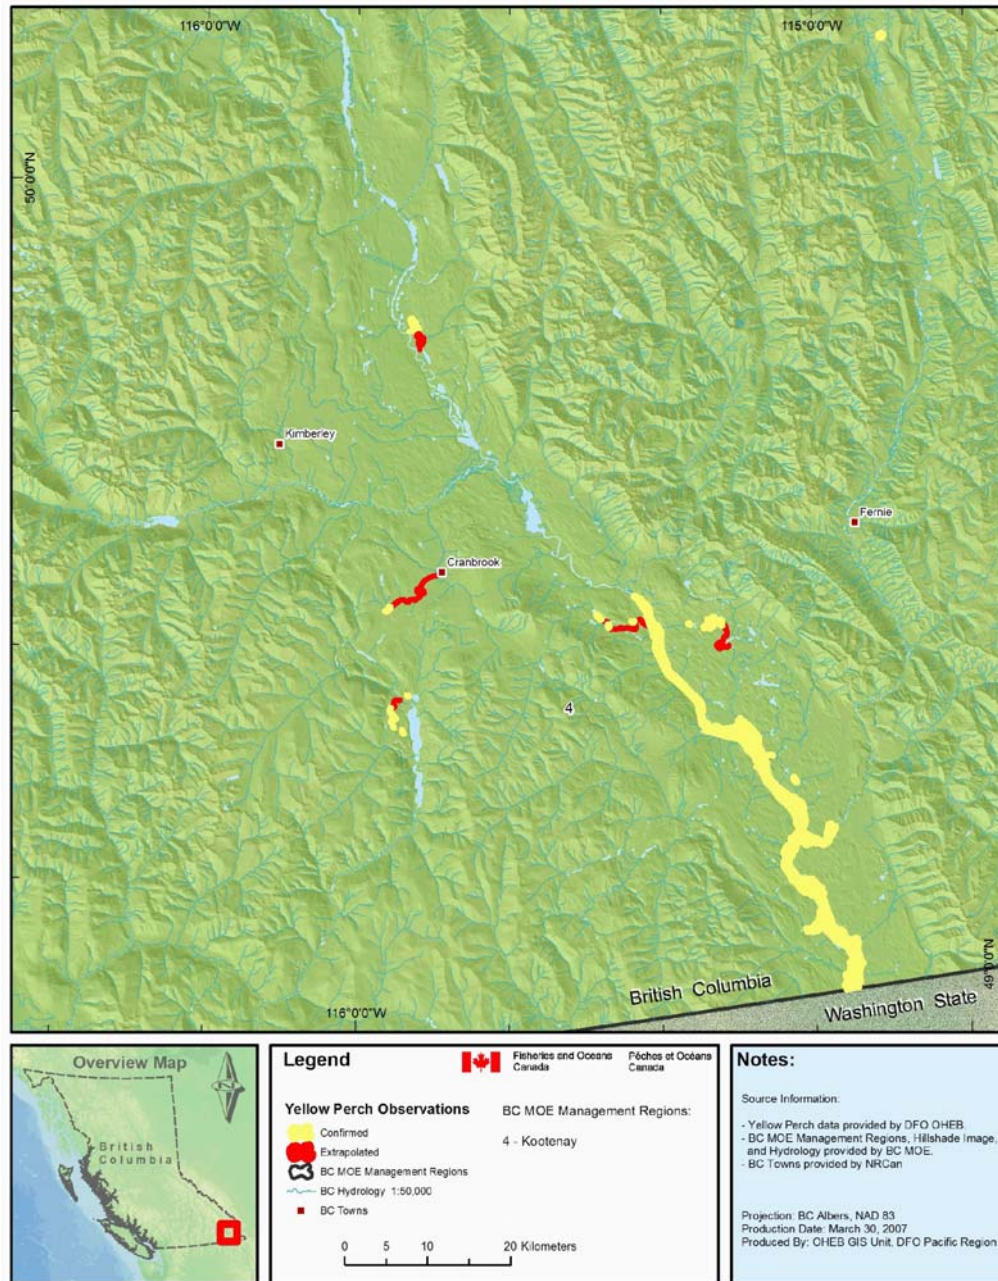 116°0'0"W
115°0'0"W
50°0'0"N
Kimberley
Fernie
Cranbrook
4
49°0'0"N
British Columbia
Washington State
116°0'0"W
Overview Map
British
Columbia
Legend
Fisheries and Oceans
Canada
Pêches et Océans
Canada
Yellow Perch Observations
Confirmed
Extrapolated
BC MOE Management Regions
BC Hydrology 1:50,000
BC Towns
BC MOE Management Regions:
4 - Kootenay
0 5 10 20 Kilometers
Notes:
Source Information:
- Yellow Perch data provided by DFO OHEB.
- BC MOE Management Regions, Hillshade Image,
and Hydrology provided by BC MOE.
- BC Towns provided by NRCan
Projection: BC Albers, NAD 83
Production Date: March 30, 2007
Produced By: OHEB GIS Unit, DFO Pacific Region